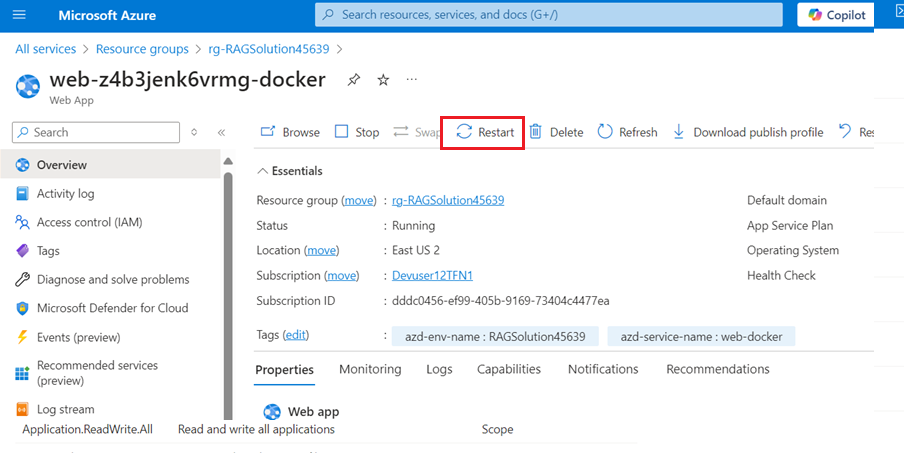 Microsoft Azure
Search resources, services, and docs (G+/)
Copilot
All services > Resource groups > rg-RAGSolution45639 >
web-z4b3jenk6vrmg-docker
Web App
Search
Browse Stop Swap Restart Delete Refresh Download publish profile Res
Overview
Activity log
Access control (IAM)
Tags
Diagnose and solve problems
Microsoft Defender for Cloud
Events (preview)
Recommended services
(preview)
Log stream
Essentials
Resource group (move) : rg-RAGSolution45639
Status : Running
Location (move) : East US 2
Subscription (move) : Devuser12TFN1
Subscription ID : dddc0456-ef99-405b-9169-73404c4477ea
Default domain
App Service Plan
Operating System
Health Check
Tags (edit) : azd-env-name : RAGSolution45639 azd-service-name : web-docker
Properties Monitoring Logs Capabilities Notifications Recommendations
Web app
Application.ReadWrite.All Read and write all applications Scope